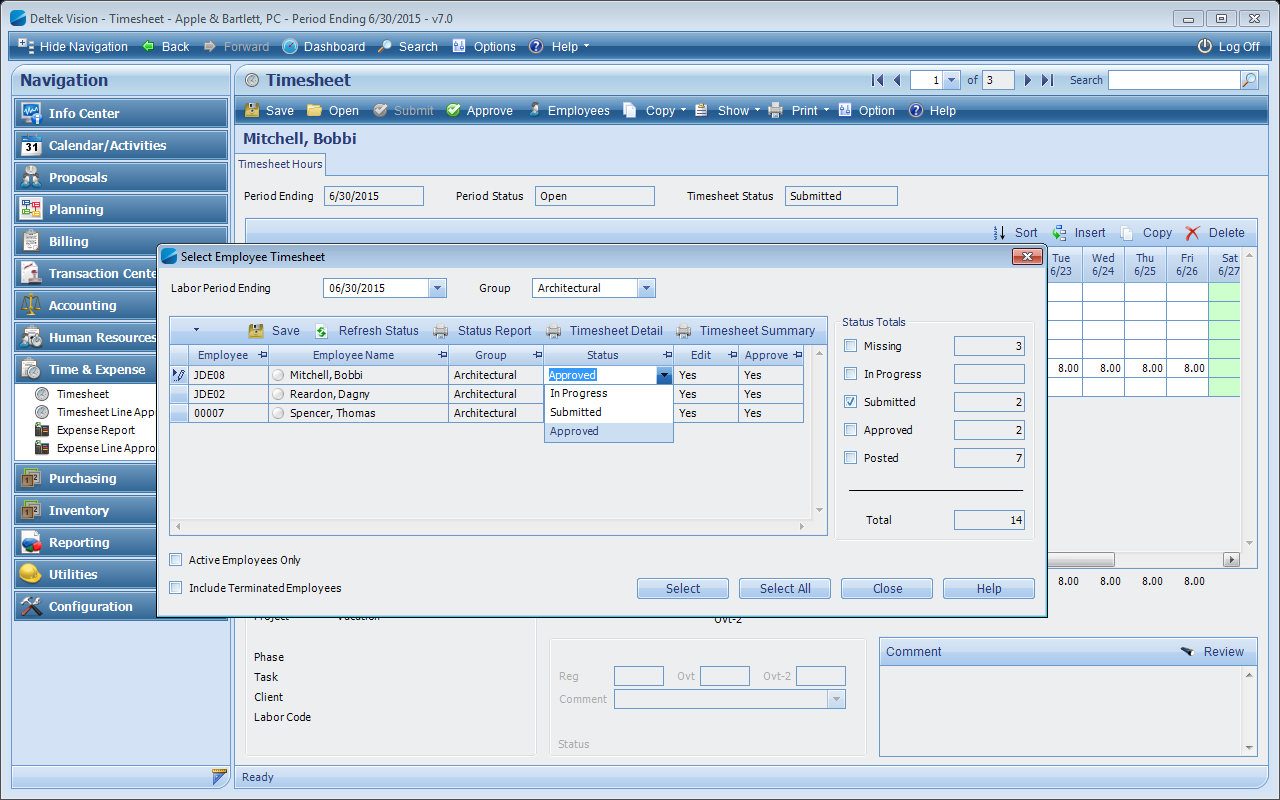 Deltek Vision - Timesheet - Apple & Bartlett, PC - Period Ending 6/30/2015 - v7.0
Hide Navigation Back Forward Dashboard Search Options Help Log Off
Navigation
Info Center
31 Calendar/Activities
Proposals
Planning
Billing
Transaction Cente
Accounting
Human Resources
Time & Expense
Timesheet
Timesheet Line App
Expense Report
Expense Line Appro
Purchasing
Inventory
Reporting
Utilities
Configuration
Timesheet 1 of 3 Search
Save Open Submit Approve Employees Copy Show Print Option Help
Mitchell, Bobbi
Timesheet Hours
Period Ending 6/30/2015 Period Status Open Timesheet Status Submitted
Sort Insert Copy Delete
Tue Wed Thu Fri Sat
6/23 6/24 6/25 6/26 6/27
8.00 8.00 8.00 8.00
8.00 8.00 8.00 8.00
Select Employee Timesheet
Labor Period Ending 06/30/2015 Group Architectural
Save Refresh Status Status Report Timesheet Detail Timesheet Summary
Employee Employee Name Group Status Edit Approve
JDE08 Mitchell, Bobbi Architectural Approved Yes Yes
JDE02 Reardon, Dagny Architectural Yes Yes
00007 Spencer, Thomas Architectural Yes Yes
In Progress
Submitted
Approved
Status Totals
Missing 3
In Progress
Submitted 2
Approved 2
Posted 7
Total 14
Active Employees Only
Include Terminated Employees
Select Select All Close Help
Project Vacation Ovt-2
Phase
Task
Client
Labor Code
Reg Ovt Ovt-2
Comment
Status
Comment Review
Ready